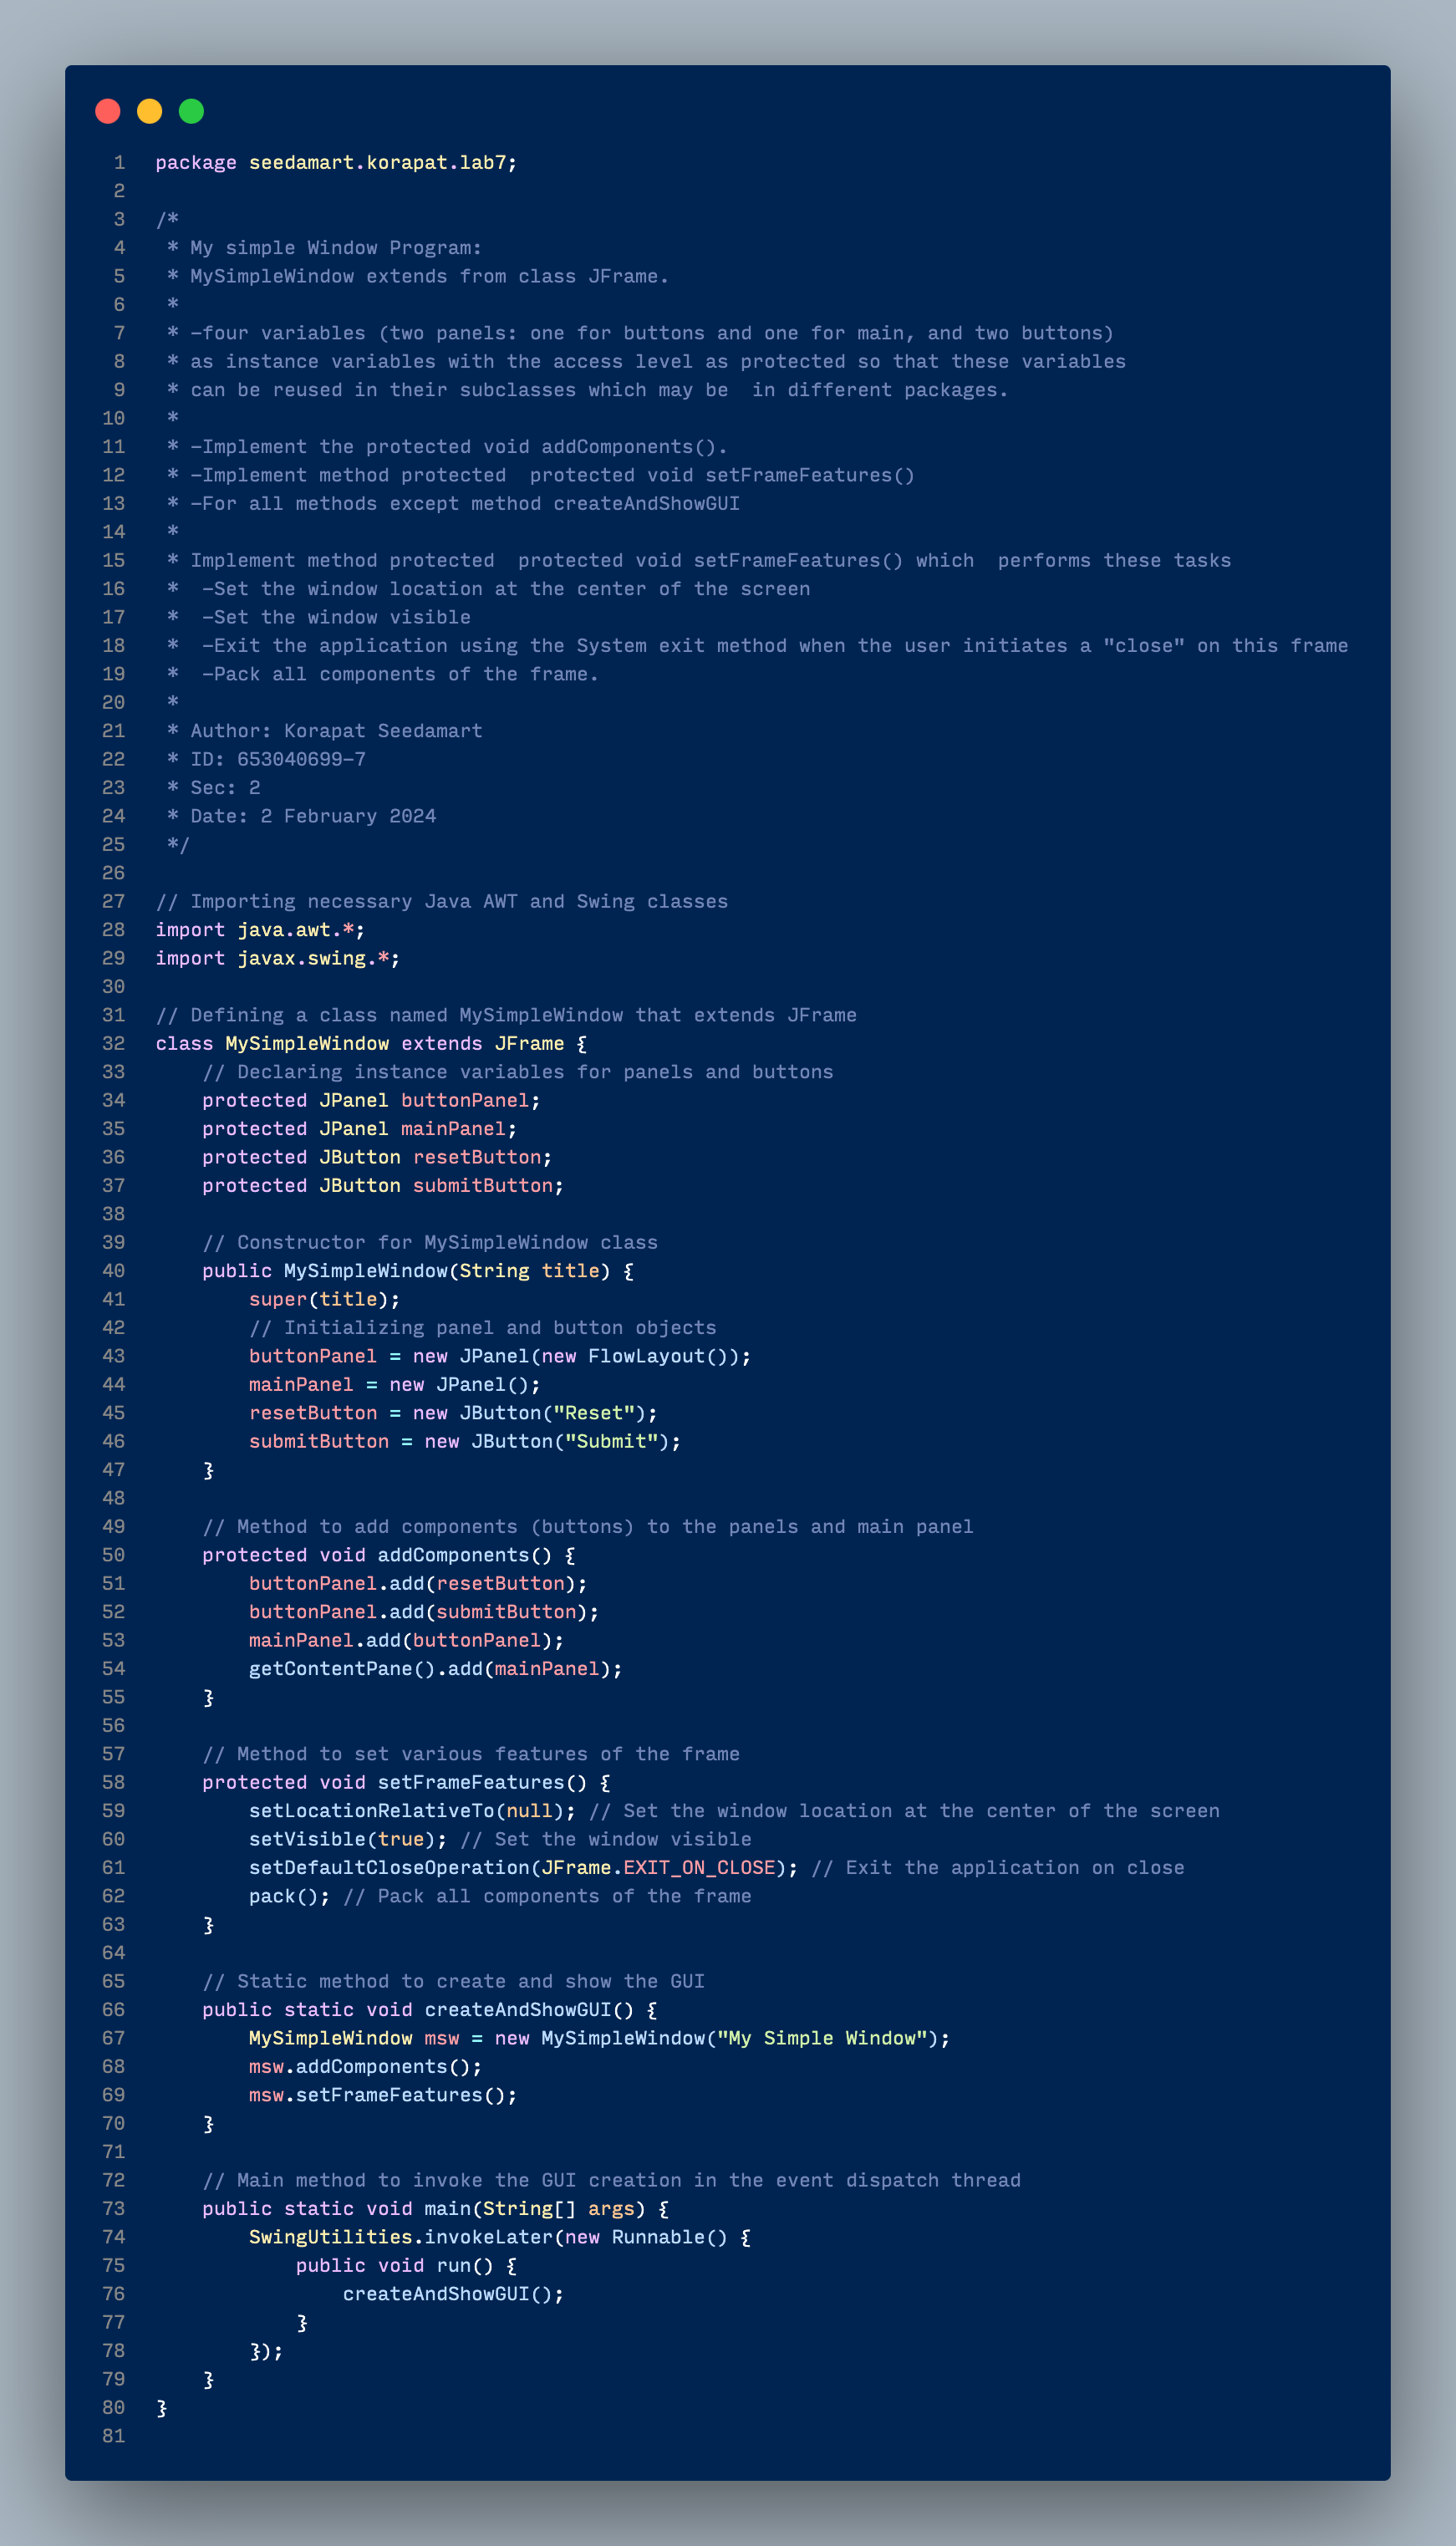 1 package seedamart.korapat.lab7;
2
3 /*
4  * My simple Window Program:
5  * MySimpleWindow extends from class JFrame.
6  *
7  * -four variables (two panels: one for buttons and one for main, and two buttons)
8  * as instance variables with the access level as protected so that these variables
9  * can be reused in their subclasses which may be  in different packages.
10  *
11  * -Implement the protected void addComponents().
12  * -Implement method protected  protected void setFrameFeatures()
13  * -For all methods except method createAndShowGUI
14  *
15  * Implement method protected  protected void setFrameFeatures() which  performs these tasks
16  *  -Set the window location at the center of the screen
17  *  -Set the window visible
18  *  -Exit the application using the System exit method when the user initiates a "close" on this frame
19  *  -Pack all components of the frame.
20  *
21  * Author: Korapat Seedamart
22  * ID: 653040699-7
23  * Sec: 2
24  * Date: 2 February 2024
25  */
26
27 // Importing necessary Java AWT and Swing classes
28 import java.awt.*;
29 import javax.swing.*;
30
31 // Defining a class named MySimpleWindow that extends JFrame
32 class MySimpleWindow extends JFrame {
33     // Declaring instance variables for panels and buttons
34     protected JPanel buttonPanel;
35     protected JPanel mainPanel;
36     protected JButton resetButton;
37     protected JButton submitButton;
38
39     // Constructor for MySimpleWindow class
40     public MySimpleWindow(String title) {
41         super(title);
42         // Initializing panel and button objects
43         buttonPanel = new JPanel(new FlowLayout());
44         mainPanel = new JPanel();
45         resetButton = new JButton("Reset");
46         submitButton = new JButton("Submit");
47     }
48
49     // Method to add components (buttons) to the panels and main panel
50     protected void addComponents() {
51         buttonPanel.add(resetButton);
52         buttonPanel.add(submitButton);
53         mainPanel.add(buttonPanel);
54         getContentPane().add(mainPanel);
55     }
56
57     // Method to set various features of the frame
58     protected void setFrameFeatures() {
59         setLocationRelativeTo(null); // Set the window location at the center of the screen
60         setVisible(true); // Set the window visible
61         setDefaultCloseOperation(JFrame.EXIT_ON_CLOSE); // Exit the application on close
62         pack(); // Pack all components of the frame
63     }
64
65     // Static method to create and show the GUI
66     public static void createAndShowGUI() {
67         MySimpleWindow msw = new MySimpleWindow("My Simple Window");
68         msw.addComponents();
69         msw.setFrameFeatures();
70     }
71
72     // Main method to invoke the GUI creation in the event dispatch thread
73     public static void main(String[] args) {
74         SwingUtilities.invokeLater(new Runnable() {
75             public void run() {
76                 createAndShowGUI();
77             }
78         });
79     }
80 }
81